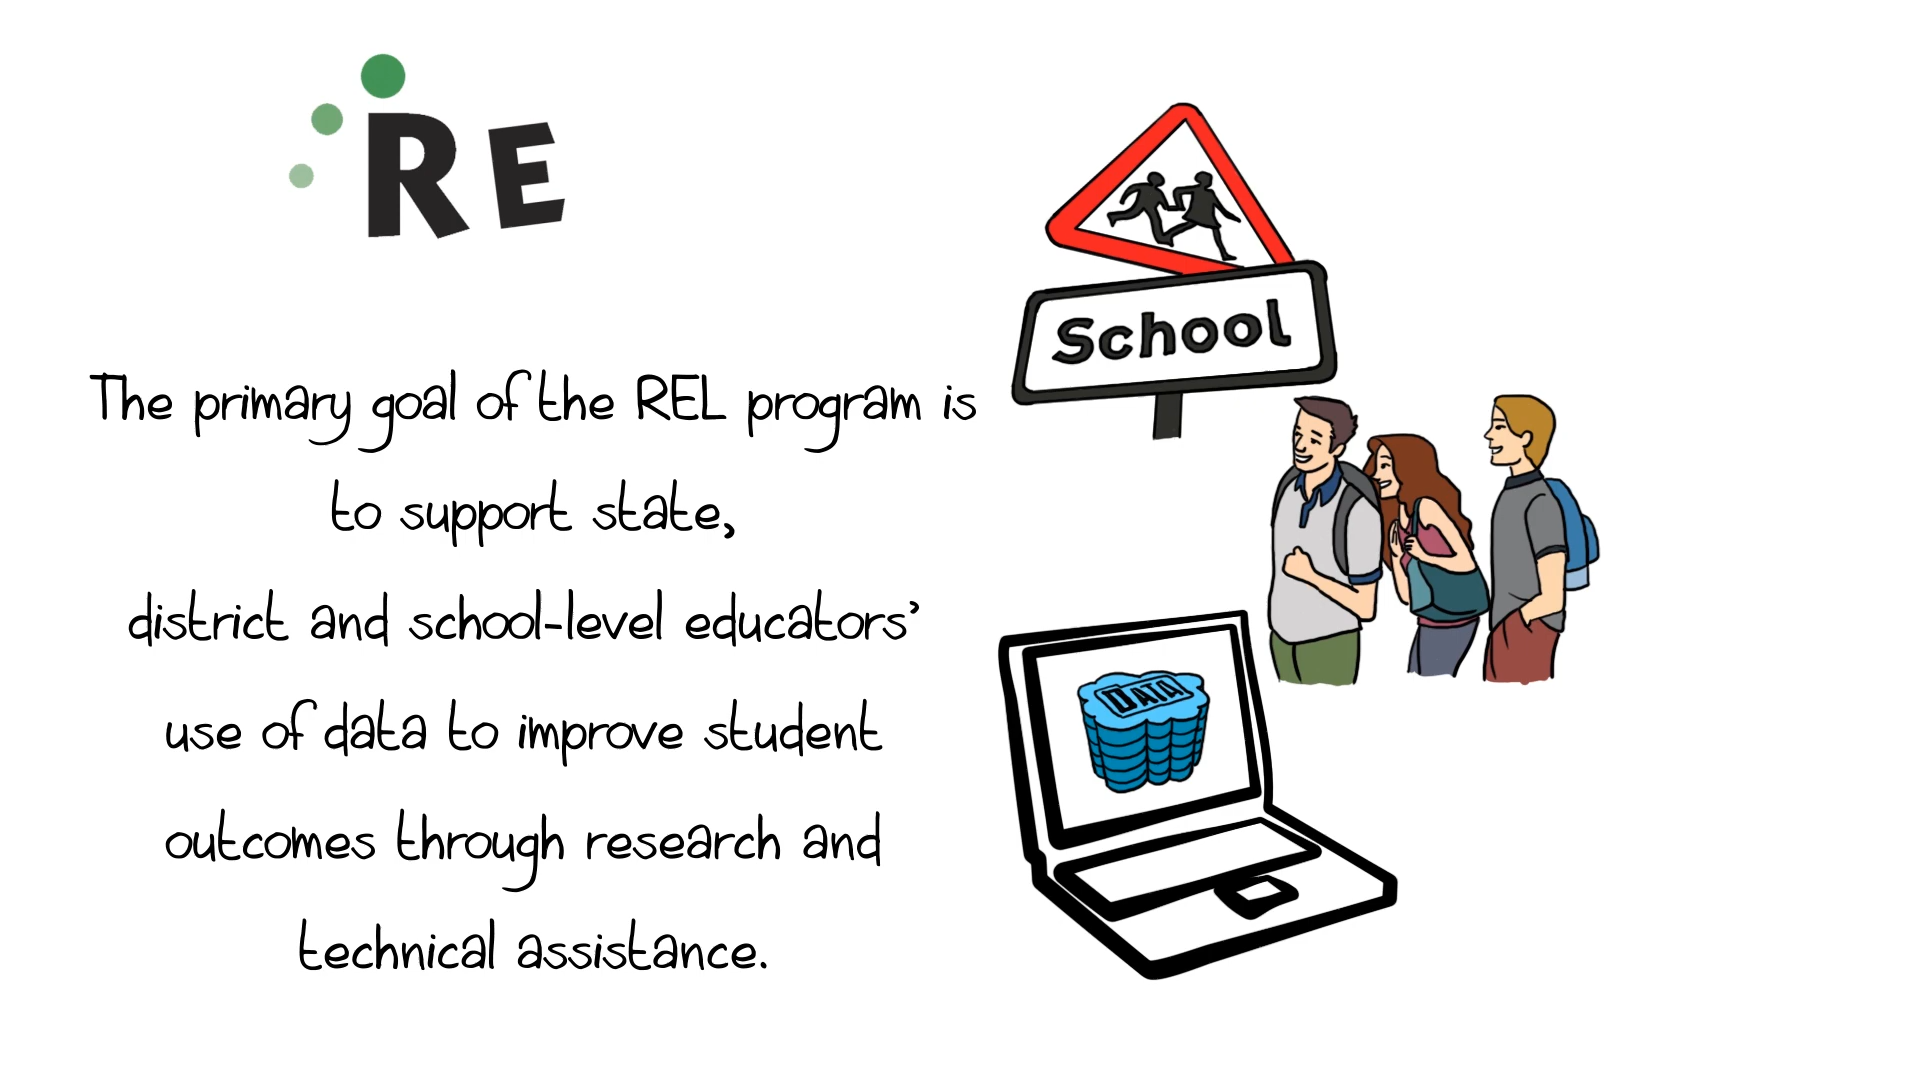 RE
The primary goal of the REL program is
to support state,
district and school-level educators’
use of data to improve student
outcomes through research and
technical assistance.
School
DATA